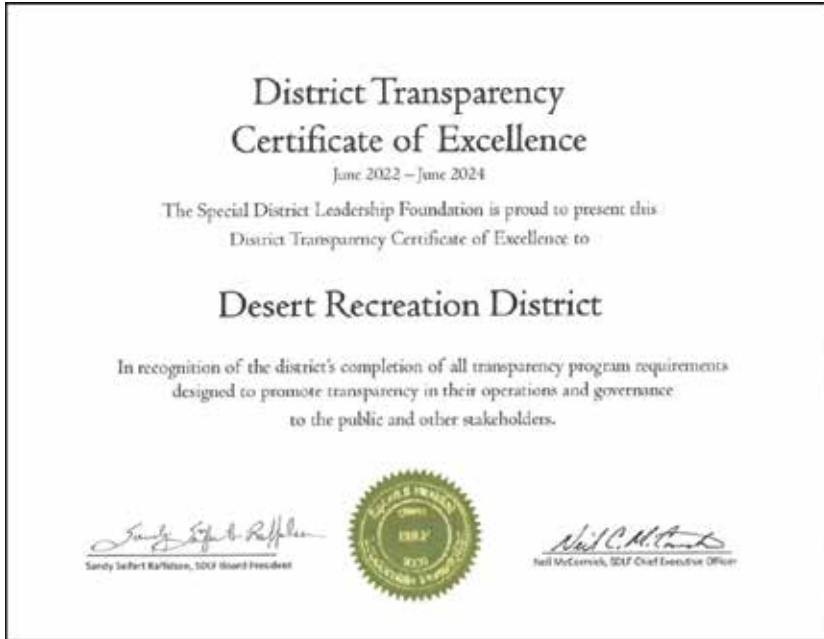 District Transparency
Certificate of Excellence
June 2022 – June 2024
The Special District Leadership Foundation is proud to present this
District Transparency Certificate of Excellence to
Desert Recreation District
In recognition of the district's completion of all transparency program requirements
designed to promote transparency in their operations and governance
to the public and other stakeholders.
Sandy Seifert Raffelson, SDLF Board President
Neil McCormick, SDLF Chief Executive Officer